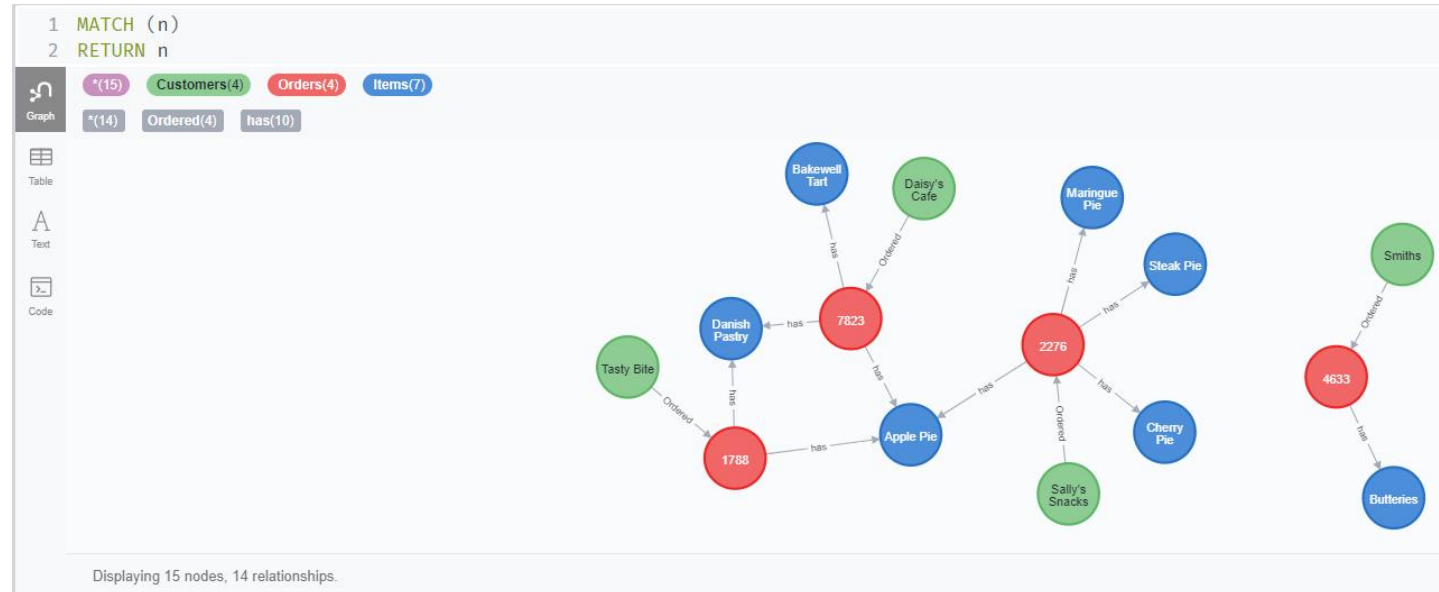 1 MATCH (n)
2 RETURN n
*(15) Customers(4) Orders(4) Items(7)
Graph
*(14) Ordered(4) has(10)
Table
A
Text
Code
Bakewell
Tart
Daisy's
Cafe
Maringue
Pie
Steak Pie
Smiths
has
Ordered
has
has
Ordered
Danish
Pastry
has
7823
2276
4633
Tasty Bite
has
has
has
has
Ordered
Ordered
has
Apple Pie
Cherry
Pie
1788
has
Sally's
Snacks
Butteries
Displaying 15 nodes, 14 relationships.